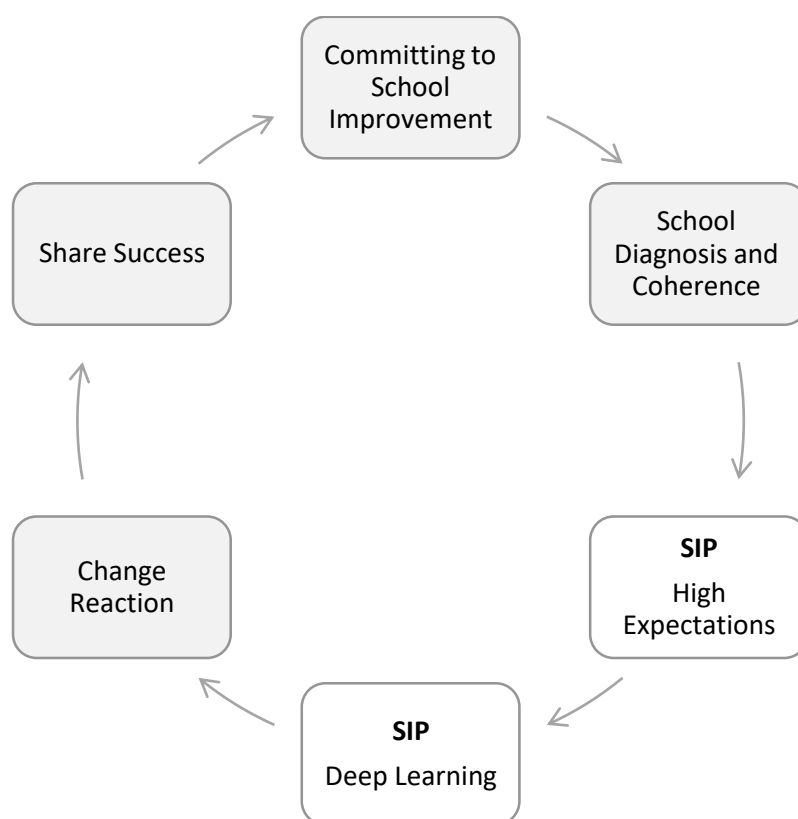 Committing to
School
Improvement
School
Diagnosis and
Coherence
SIP
High
Expectations
SIP
Deep Learning
Change
Reaction
Share Success